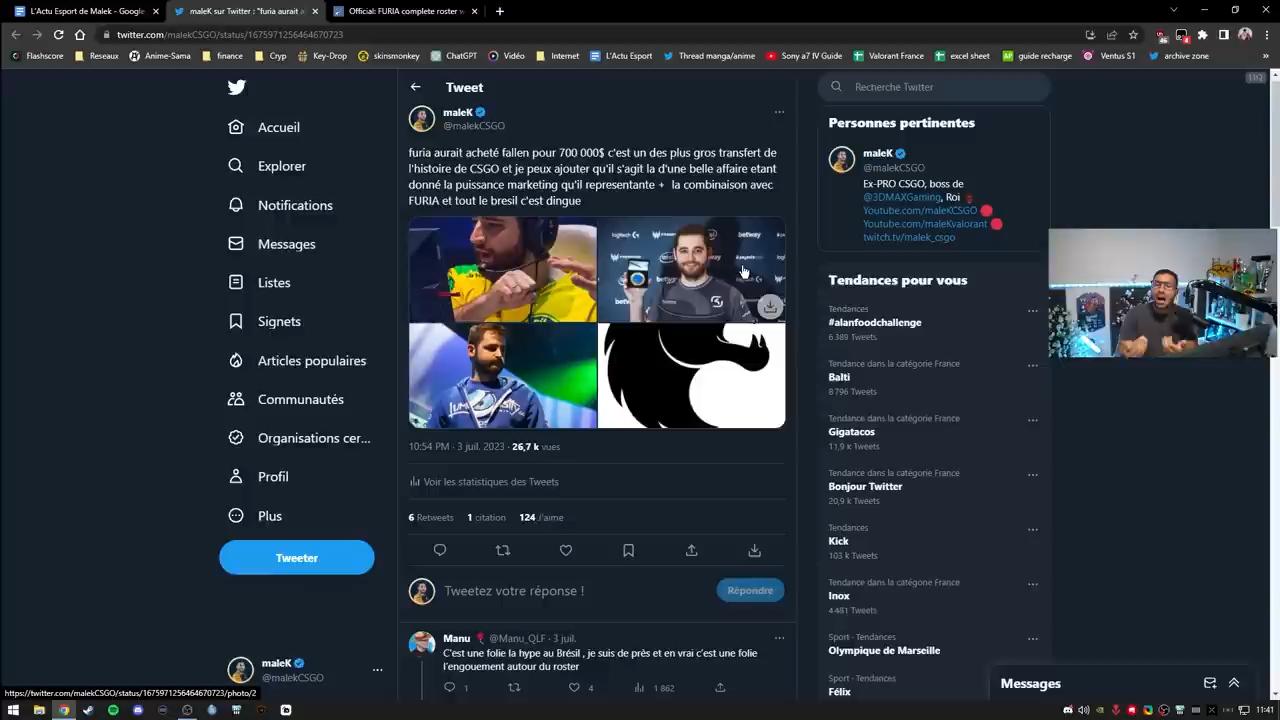 L'Actu Esport de Malek - Google
maleK sur Twitter : "furia aurait a
Official: FURIA complete roster w
twitter.com/malekCSGO/status/1675971256464670723
Flashscore
Reseaux
Anime-Sama
finance
Cryp
Key-Drop
skinsmonkey
ChatGPT
Vidéo
Internet
L'Actu Esport
Thread manga/anime
Sony a7 IV Guide
Valorant France
excel sheet
guide recharge
Ventus S1
archive zone
Accueil
Explorer
Notifications
Messages
Listes
Signets
Articles populaires
Communautés
Organisations cer...
Profil
Plus
Tweeter
maleK
@malekCSGO
Tweet
maleK
@malekCSGO
furia aurait acheté fallen pour 700 000$ c'est un des plus gros transfert de
l'histoire de CSGO et je peux ajouter qu'il s'agit la d'une belle affaire etant
donné la puissance marketing qu'il representante + la combinaison avec
FURIA et tout le bresil c'est dingue
logitech G
betway
betway
10:54 PM · 3 juil. 2023 · 26,7 k vues
Voir les statistiques des Tweets
6 Retweets 1 citation 124 J'aime
Tweetez votre réponse !
Répondre
Manu @Manu_QLF · 3 juil.
C'est une folie la hype au Brésil , je suis de près et en vrai c'est une folie
l'engouement autour du roster
1
4
1 862
Recherche Twitter
Personnes pertinentes
maleK
@malekCSGO
Ex-PRO CSGO, boss de
@3DMAXGaming, Roi
Youtube.com/maleKCSGO
Youtube.com/maleKvalorant
twitch.tv/malek_csgo
Tendances pour vous
Tendances
#alanfoodchallenge
6 389 Tweets
Tendance dans la catégorie France
Balti
8 796 Tweets
Tendance dans la catégorie France
Gigatacos
11,9 k Tweets
Tendance dans la catégorie France
Bonjour Twitter
20,9 k Tweets
Tendances
Kick
103 k Tweets
Tendance dans la catégorie France
Inox
4 481 Tweets
Sport · Tendances
Olympique de Marseille
Sport · Tendances
Félix
Messages
https://twitter.com/malekCSGO/status/1675971256464670723/photo/2
11:41